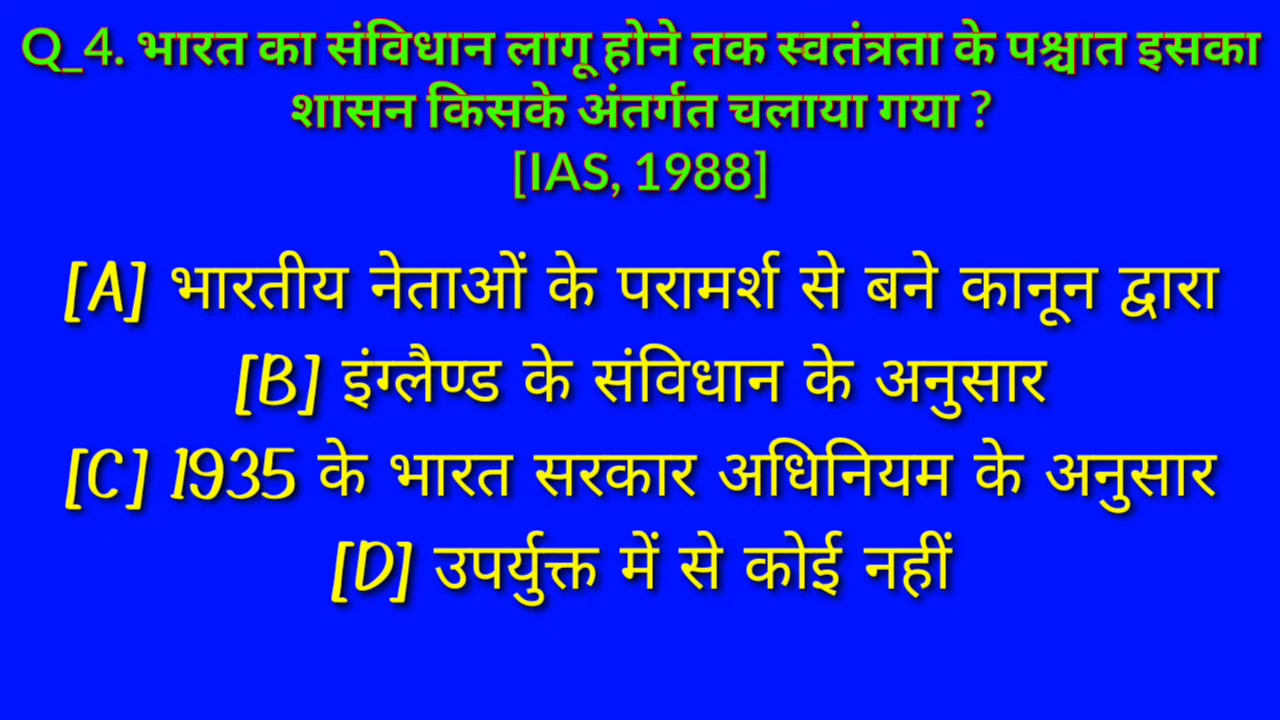 Q_4. भारत का संविधान लागू होने तक स्वतंत्रता के पश्चात इसका
शासन किसके अंतर्गत चलाया गया ?
[IAS, 1988]
[A] भारतीय नेताओं के परामर्श से बने कानून द्वारा
[B] इंग्लैण्ड के संविधान के अनुसार
[C] 1935 के भारत सरकार अधिनियम के अनुसार
[D] उपर्युक्त में से कोई नहीं